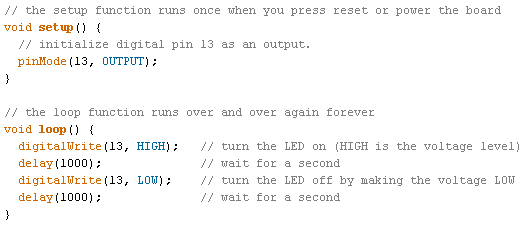 // the setup function runs once when you press reset or power the board
void setup() {
  // initialize digital pin 13 as an output.
  pinMode(13, OUTPUT);
}

// the loop function runs over and over again forever
void loop() {
  digitalWrite(13, HIGH);   // turn the LED on (HIGH is the voltage level)
  delay(1000);              // wait for a second
  digitalWrite(13, LOW);    // turn the LED off by making the voltage LOW
  delay(1000);              // wait for a second
}